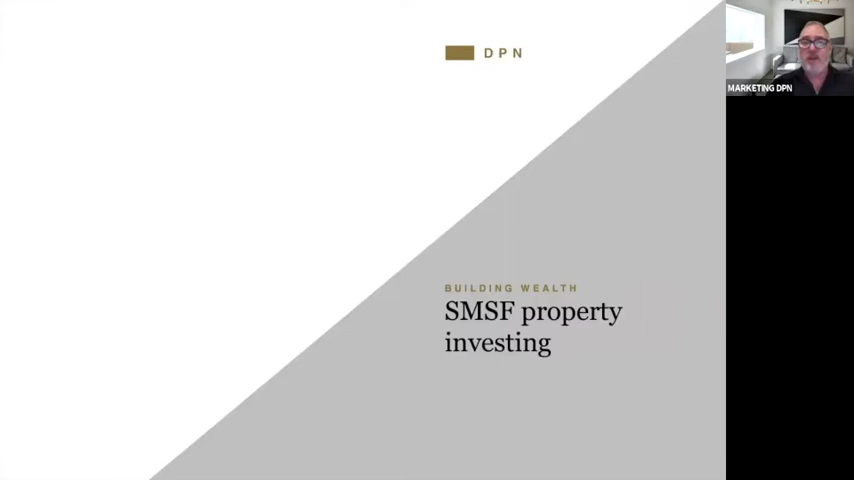 DPN
MARKETING DPN
BUILDING WEALTH
SMSF property
investing